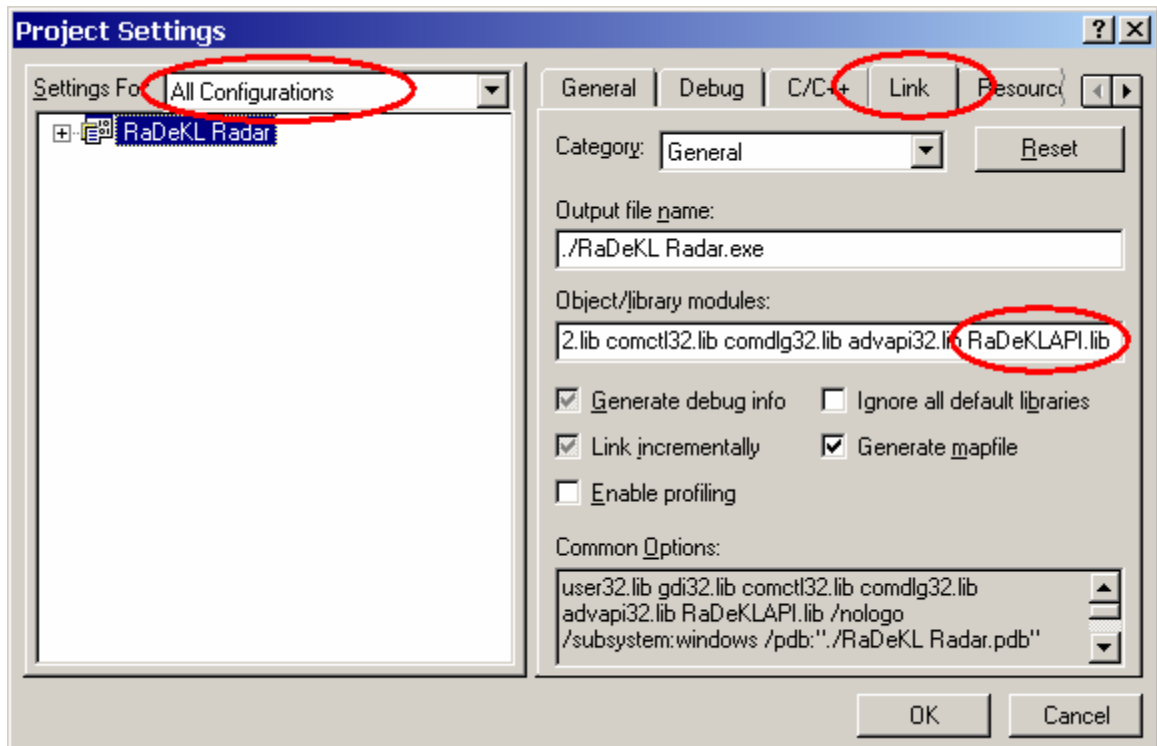 Project Settings
Settings For: All Configurations
RaDeKL Radar
General Debug C/C++ Link Resource
Category: General Reset
Output file name:
./RaDeKL Radar.exe
Object/library modules:
2.lib comctl32.lib comdlg32.lib advapi32.lib RaDeKLAPI.lib
Generate debug info Ignore all default libraries
Link incrementally Generate mapfile
Enable profiling
Common Options:
user32.lib gdi32.lib comctl32.lib comdlg32.lib
advapi32.lib RaDeKLAPI.lib /nologo
/subsystem:windows /pdb:"./RaDeKL Radar.pdb"
OK Cancel